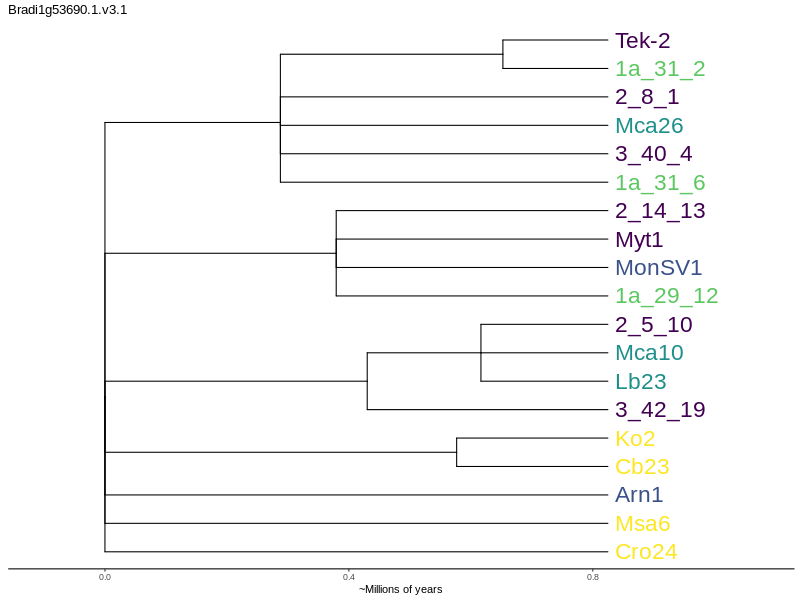 Bradi1g53690.1.v3.1
Tek-2
1a_31_2
2_8_1
Mca26
3_40_4
1a_31_6
2_14_13
Myt1
MonSV1
1a_29_12
2_5_10
Mca10
Lb23
3_42_19
Ko2
Cb23
Arn1
Msa6
Cro24
0.0 0.4 0.8
~Millions of years